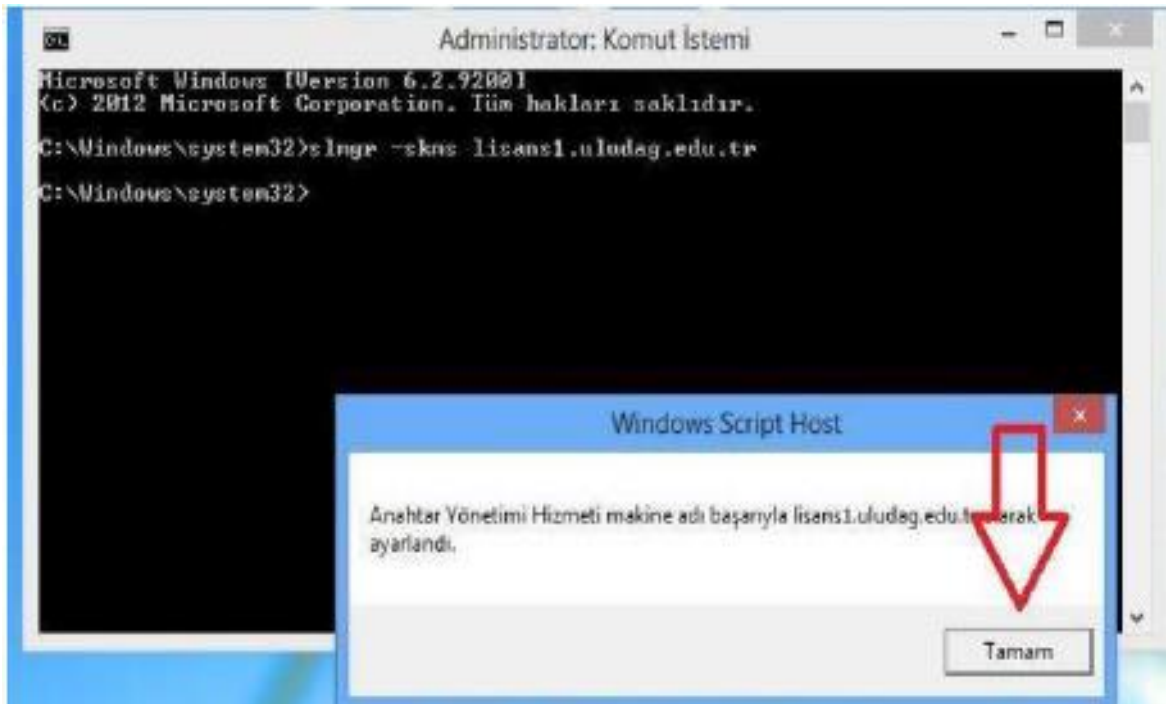 Administrator: Komut İstemi
Microsoft Windows [Version 6.2.9200]
(c) 2012 Microsoft Corporation. Tüm hakları saklıdır.
C:\Windows\system32>slmgr -skms lisans1.uludag.edu.tr
C:\Windows\system32>
Windows Script Host
Anahtar Yönetimi Hizmeti makine adı başarıyla lisans1.uludag.edu.tr olarak
ayarlandı.
Tamam